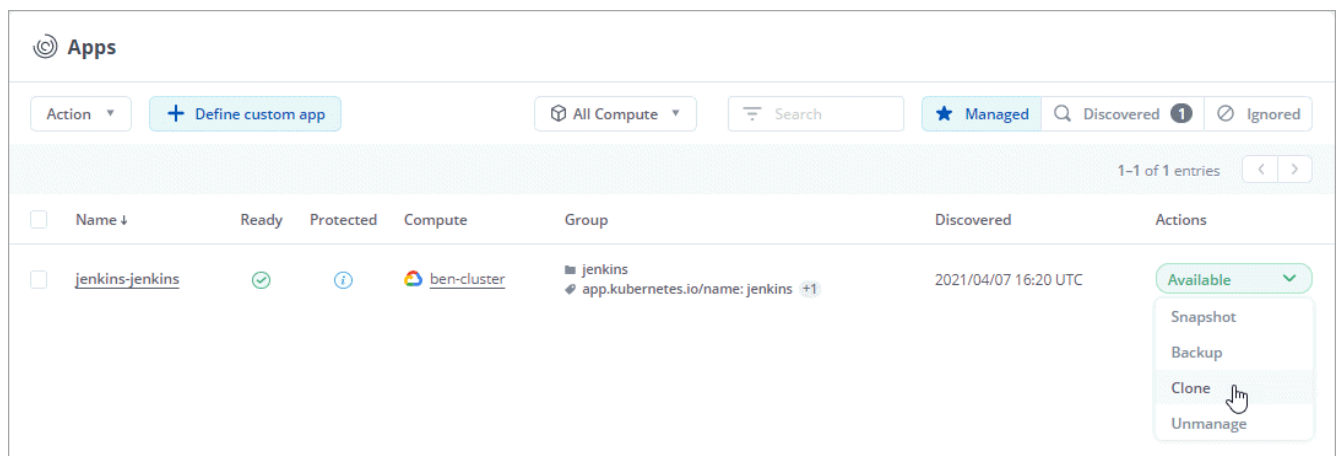 Apps
Action
+ Define custom app
All Compute
Search
Managed
Discovered 1
Ignored
1–1 of 1 entries
Name ↓ Ready Protected Compute Group Discovered Actions
jenkins-jenkins
ben-cluster
jenkins
app.kubernetes.io/name: jenkins +1
2021/04/07 16:20 UTC
Available
Snapshot
Backup
Clone
Unmanage